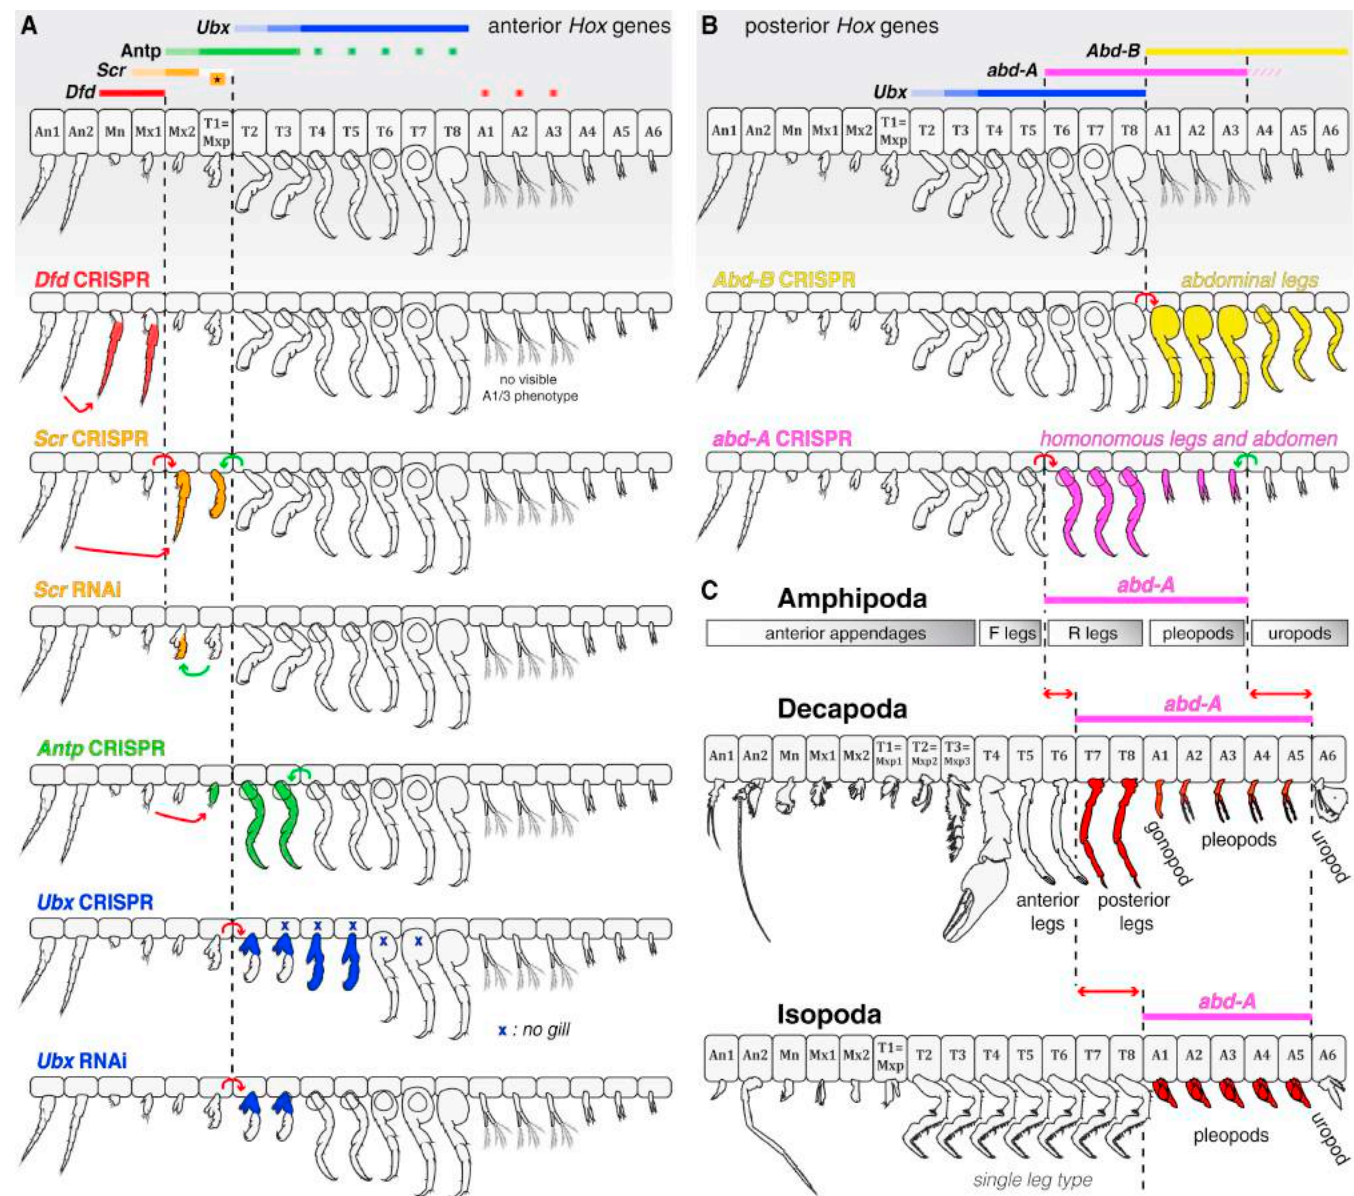 A
Ubx
anterior Hox genes
Antp
Scr
*
Dfd
An1 An2 Mn Mx1 Mx2 T1= Mxp T2 T3 T4 T5 T6 T7 T8 A1 A2 A3 A4 A5 A6
Dfd CRISPR
no visible
A1/3 phenotype
Scr CRISPR
Scr RNAi
Antp CRISPR
Ubx CRISPR
x x x
x x
x : no gill
Ubx RNAi
B
posterior Hox genes
Abd-B
abd-A
Ubx
An1 An2 Mn Mx1 Mx2 T1= Mxp T2 T3 T4 T5 T6 T7 T8 A1 A2 A3 A4 A5 A6
Abd-B CRISPR
abdominal legs
abd-A CRISPR
homonomous legs and abdomen
C
Amphipoda
abd-A
anterior appendages F legs R legs pleopods uropods
Decapoda
abd-A
An1 An2 Mn Mx1 Mx2 T1= Mxp1 T2= Mxp2 T3= Mxp3 T4 T5 T6 T7 T8 A1 A2 A3 A4 A5 A6
gonopod
pleopods
uropod
anterior
legs
posterior
legs
Isopoda
abd-A
An1 An2 Mn Mx1 Mx2 T1= Mxp T2 T3 T4 T5 T6 T7 T8 A1 A2 A3 A4 A5 A6
pleopods
uropod
single leg type